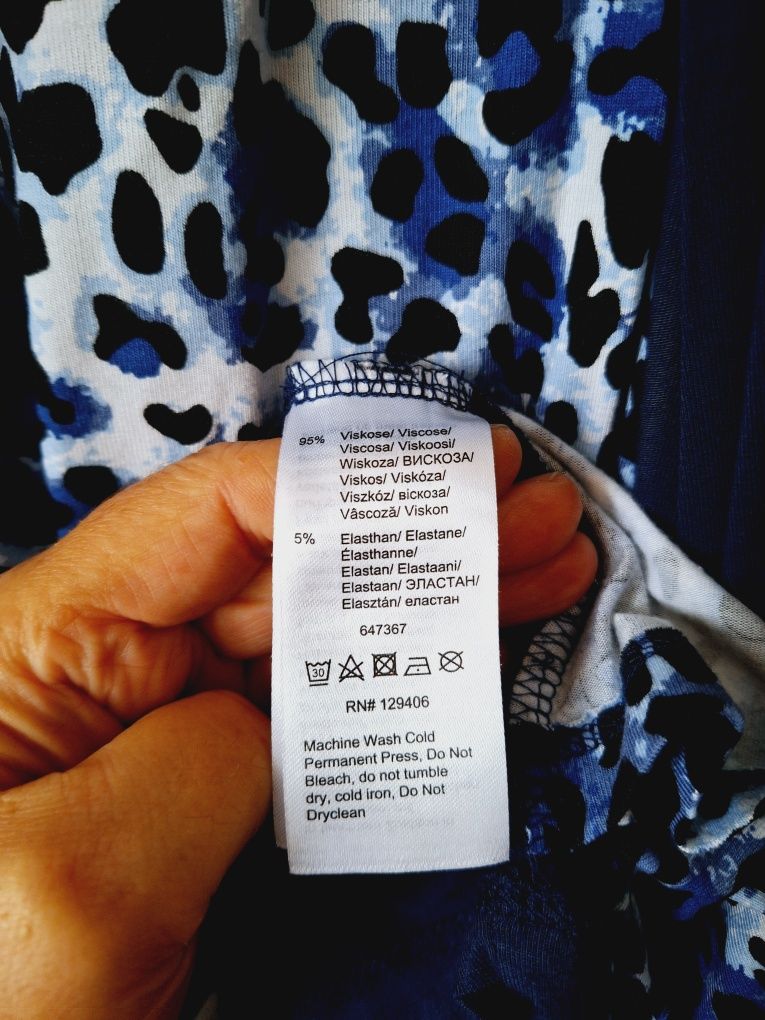 95% Viskose/ Viscose/
Viscosa/ Viskoosi/
Wiskoza/ ВИСКОЗА/
Viskos/ Viskóza/
Viszkóz/ віскоза/
Vâscoză/ Viskon
5% Elasthan/ Elastane/
Élasthanne/
Elastan/ Elastaani/
Elastaan/ ЭЛАСТАН/
Elasztán/ еластан
647367
30
RN# 129406
Machine Wash Cold
Permanent Press, Do Not
Bleach, do not tumble
dry, cold iron, Do Not
Dryclean